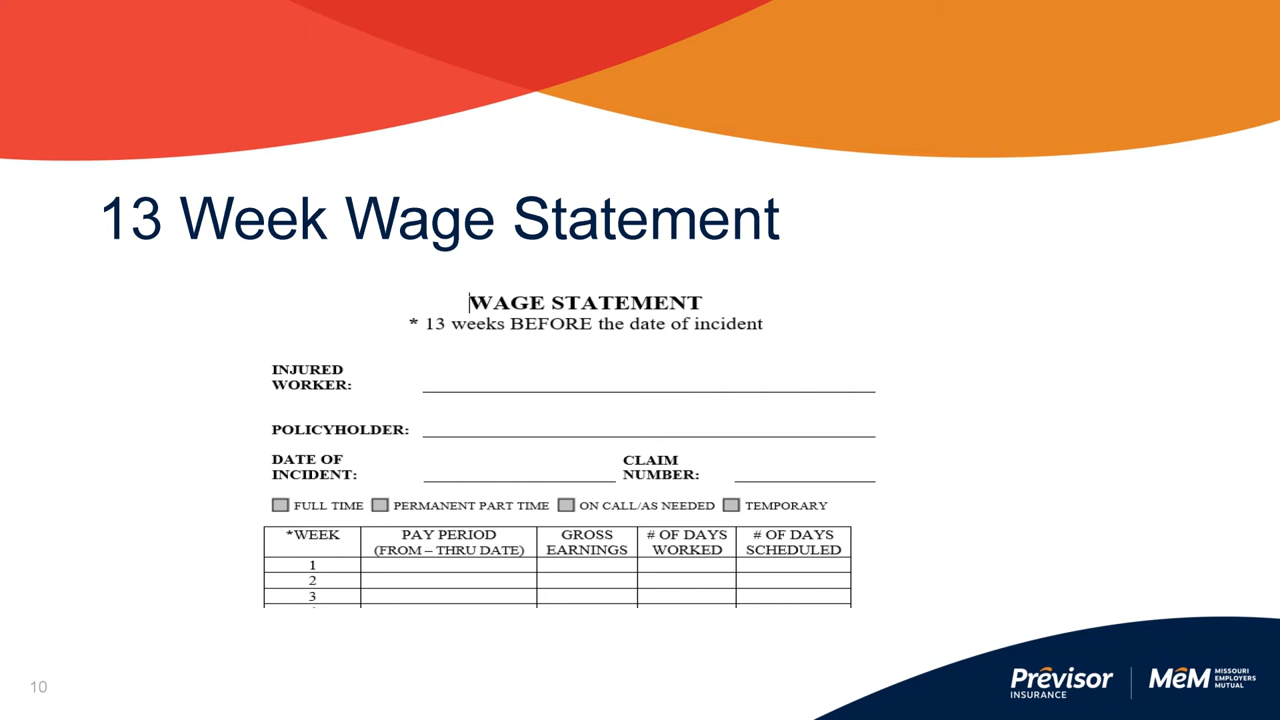 13 Week Wage Statement
WAGE STATEMENT
* 13 weeks BEFORE the date of incident
INJURED
WORKER:
POLICYHOLDER:
DATE OF
INCIDENT:
CLAIM
NUMBER:
FULL TIME PERMANENT PART TIME ON CALL/AS NEEDED TEMPORARY
*WEEK PAY PERIOD GROSS # OF DAYS # OF DAYS
(FROM – THRU DATE) EARNINGS WORKED SCHEDULED
1
2
3
10
Prēvisor
INSURANCE
MēM
MISSOURI
EMPLOYERS
MUTUAL